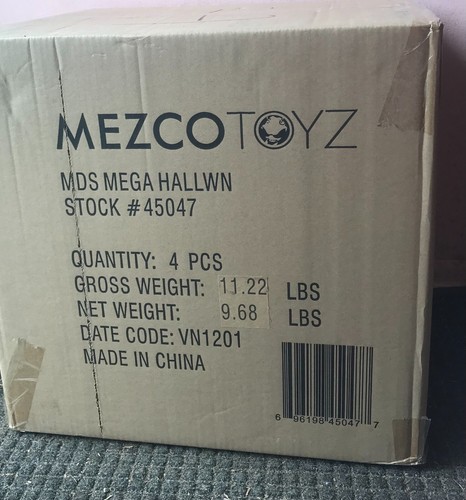 MEZCOTOYZ
MDS MEGA HALLWN
STOCK #45047
QUANTITY: 4 PCS
GROSS WEIGHT: 11.22 LBS
NET WEIGHT: 9.68 LBS
DATE CODE: VN1201
MADE IN CHINA
6 96198 45047 7